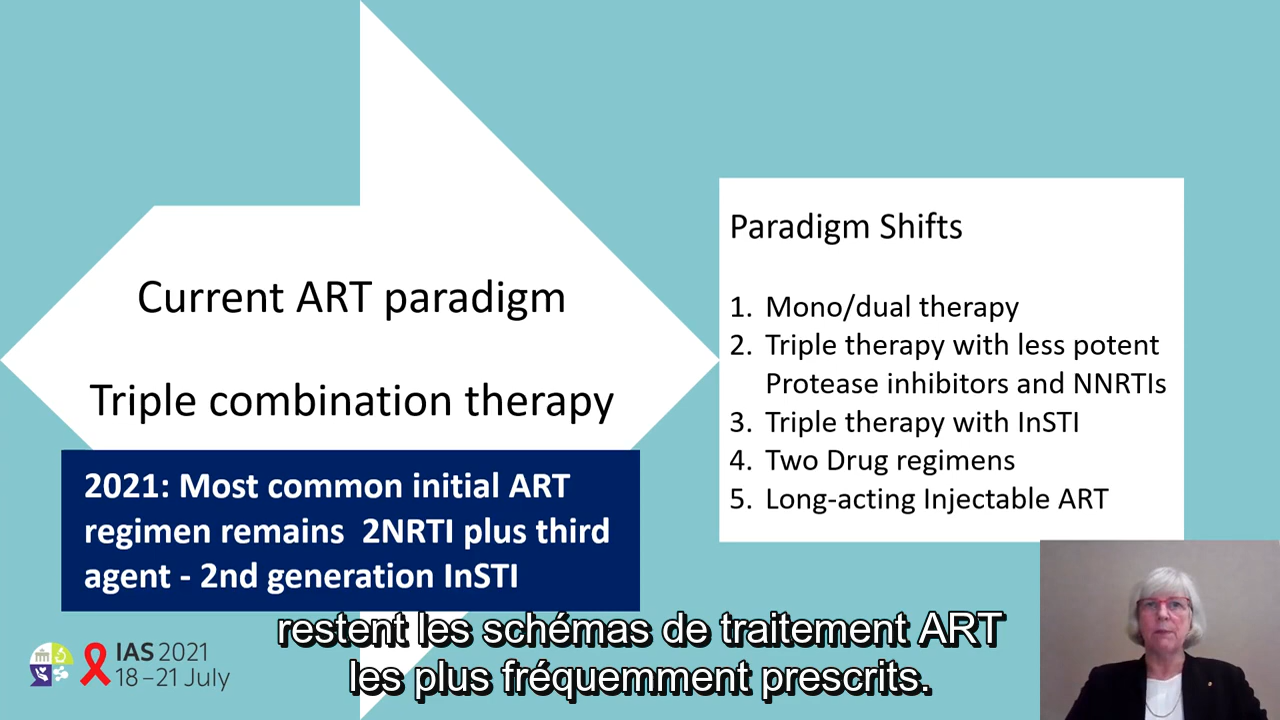 Current ART paradigm
Triple combination therapy
2021: Most common initial ART
regimen remains 2NRTI plus third
agent - 2nd generation InSTI
Paradigm Shifts
1. Mono/dual therapy
2. Triple therapy with less potent
Protease inhibitors and NNRTIs
3. Triple therapy with InSTI
4. Two Drug regimens
5. Long-acting Injectable ART
IAS 2021
18–21 July
restent les schémas de traitement ART
les plus fréquemment prescrits.